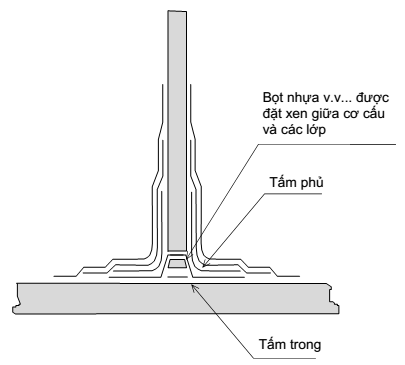 Bọt nhựa v.v... được
đặt xen giữa cơ cấu
và các lớp
Tấm phủ
Tấm trong